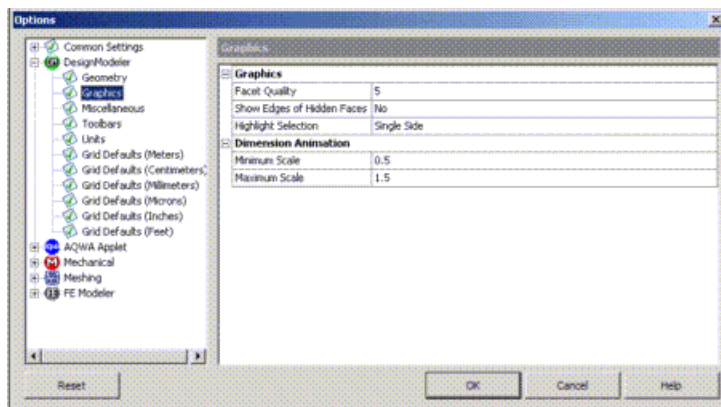 Options
Common Settings
DesignModeler
Geometry
Graphics
Miscellaneous
Toolbars
Units
Grid Defaults (Meters)
Grid Defaults (Centimeters)
Grid Defaults (Millimeters)
Grid Defaults (Microns)
Grid Defaults (Inches)
Grid Defaults (Feet)
AQWA Applet
Mechanical
Meshing
FE Modeler
Graphics
Graphics
Facet Quality 5
Show Edges of Hidden Faces No
Highlight Selection Single Side
Dimension Animation
Minimum Scale 0.5
Maximum Scale 1.5
Reset OK Cancel Help